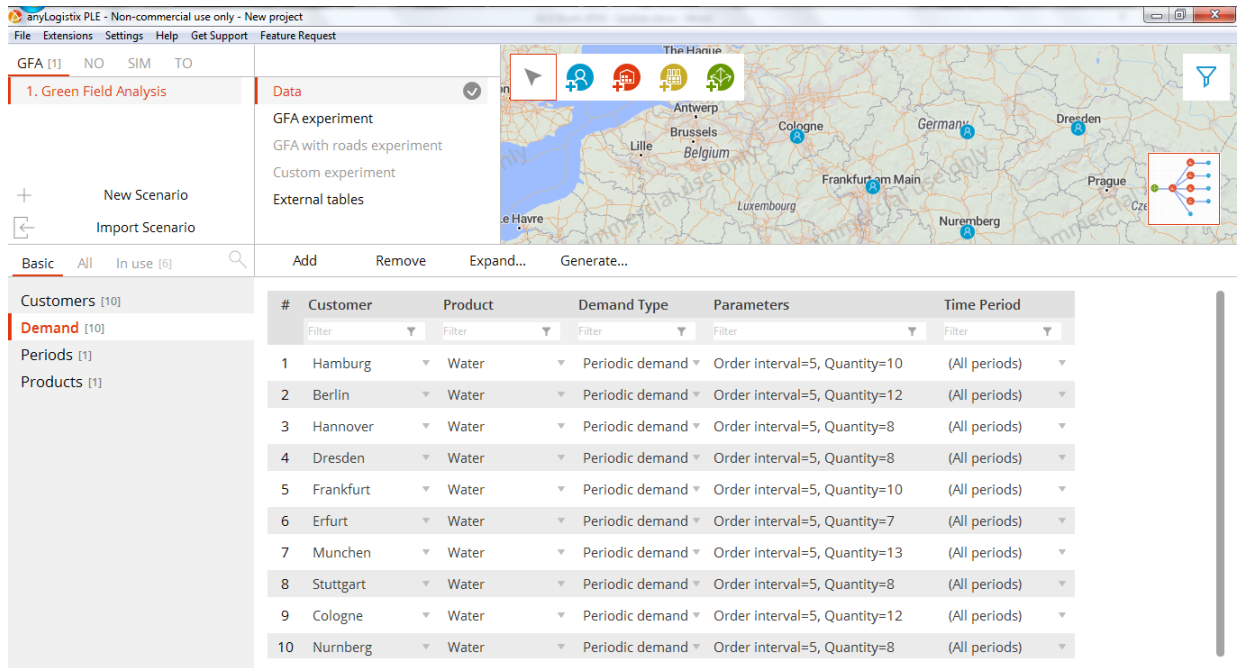 anyLogistix PLE - Non-commercial use only - New project
File Extensions Settings Help Get Support Feature Request
GFA [1] NO SIM TO
1. Green Field Analysis
New Scenario
Import Scenario
Data
GFA experiment
GFA with roads experiment
Custom experiment
External tables
The Hague
Antwerp
Brussels
Lille
Belgium
Cologne
Germany
Dresden
Frankfurt am Main
Prague
Luxembourg
Le Havre
Nuremberg
Cze
Basic All In use [6]
Add Remove Expand... Generate...
Customers [10]
Demand [10]
Periods [1]
Products [1]
# Customer Product Demand Type Parameters Time Period
Filter Filter Filter Filter Filter
1 Hamburg Water Periodic demand Order interval=5, Quantity=10 (All periods)
2 Berlin Water Periodic demand Order interval=5, Quantity=12 (All periods)
3 Hannover Water Periodic demand Order interval=5, Quantity=8 (All periods)
4 Dresden Water Periodic demand Order interval=5, Quantity=8 (All periods)
5 Frankfurt Water Periodic demand Order interval=5, Quantity=10 (All periods)
6 Erfurt Water Periodic demand Order interval=5, Quantity=7 (All periods)
7 Munchen Water Periodic demand Order interval=5, Quantity=13 (All periods)
8 Stuttgart Water Periodic demand Order interval=5, Quantity=8 (All periods)
9 Cologne Water Periodic demand Order interval=5, Quantity=12 (All periods)
10 Nurnberg Water Periodic demand Order interval=5, Quantity=8 (All periods)